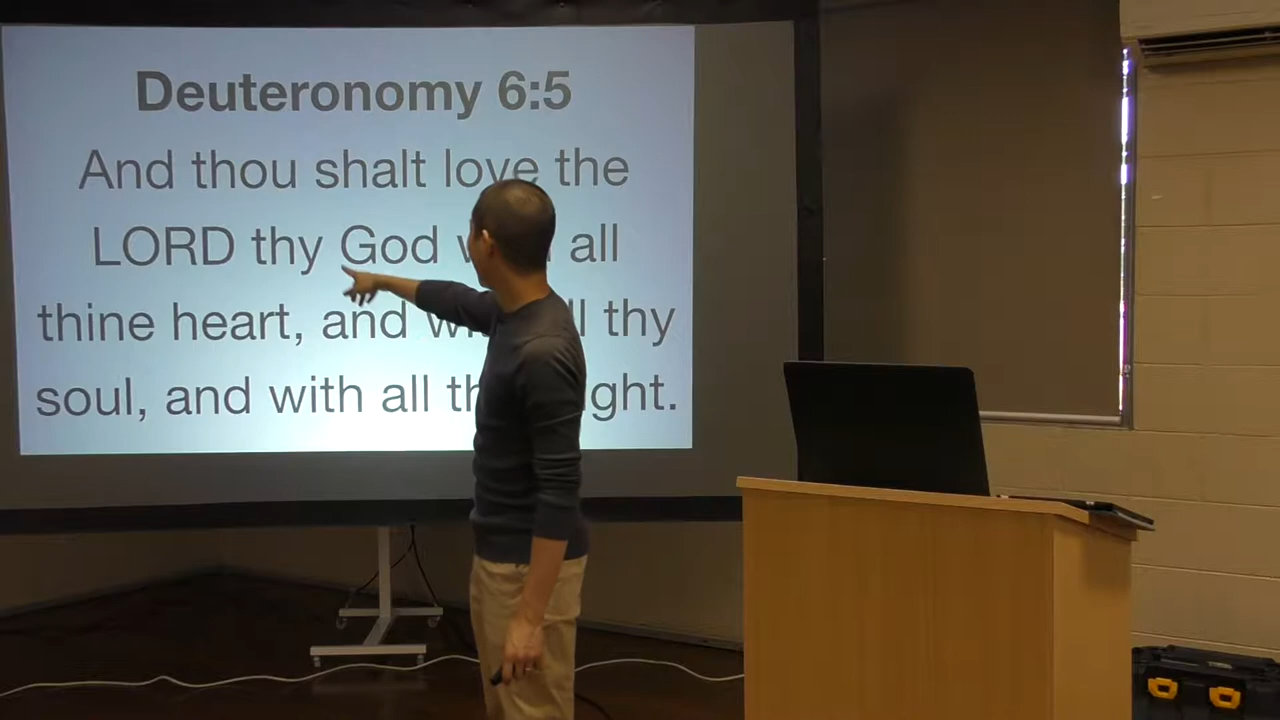 Deuteronomy 6:5
And thou shalt love the
LORD thy God all
thine heart, and thy
soul, and with all